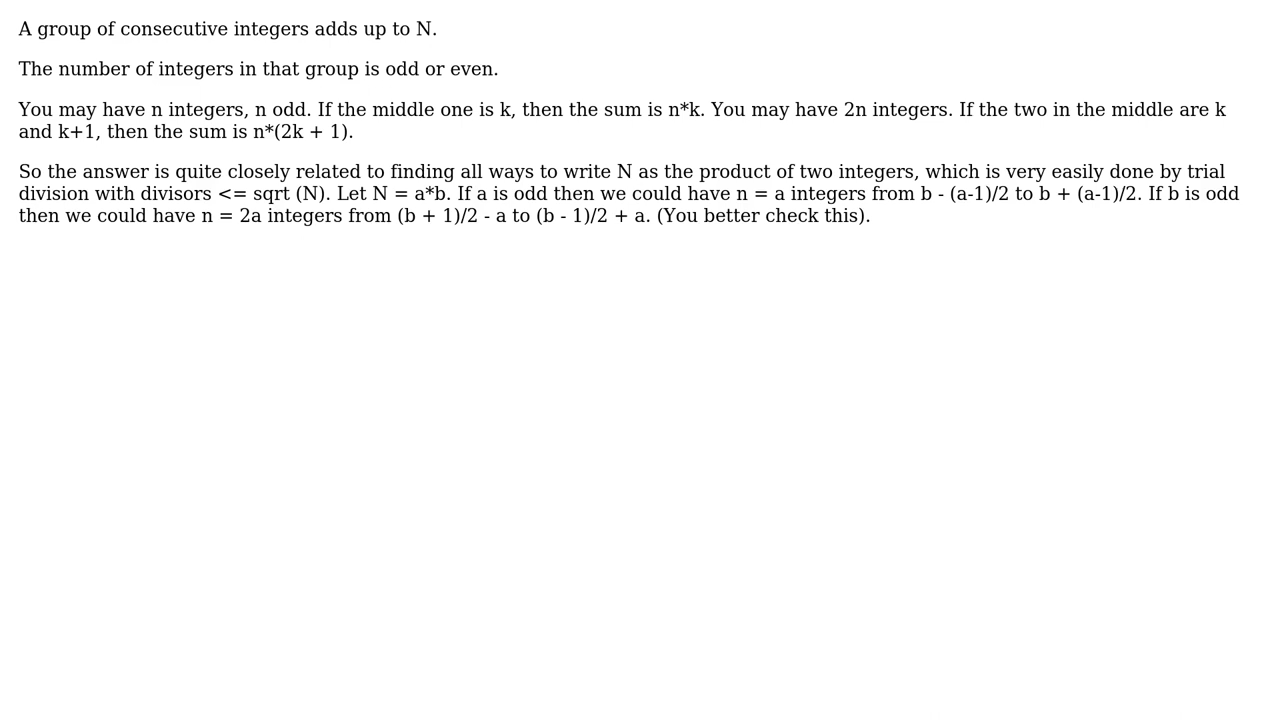 A group of consecutive integers adds up to N.
The number of integers in that group is odd or even.
You may have n integers, n odd. If the middle one is k, then the sum is n*k. You may have 2n integers. If the two in the middle are k
and k+1, then the sum is n*(2k + 1).
So the answer is quite closely related to finding all ways to write N as the product of two integers, which is very easily done by trial
division with divisors <= sqrt (N). Let N = a*b. If a is odd then we could have n = a integers from b - (a-1)/2 to b + (a-1)/2. If b is odd
then we could have n = 2a integers from (b + 1)/2 - a to (b - 1)/2 + a. (You better check this).